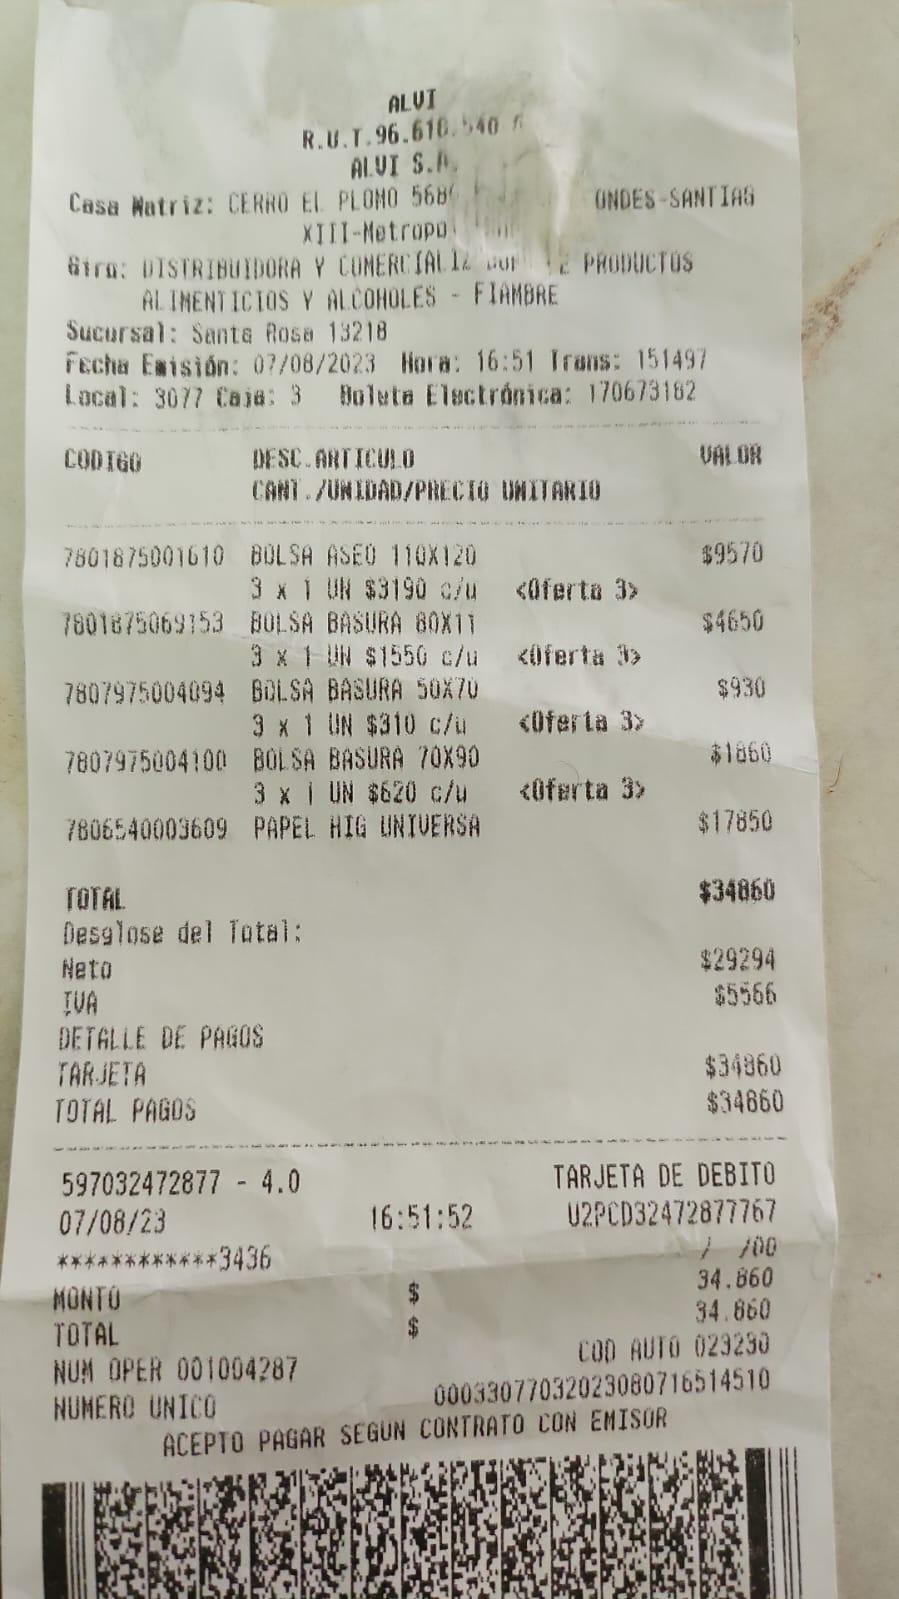 ALVI
R.U.T.96.610.
ALVI S.A.
Casa Matriz: CERRO EL PLOMO ONDES-SANTIAG
XIII-Metropo
Giro: DISTRIBUIDORA Y PRODUCTOS
ALIMENTICIOS Y ALCOHOLES - FIAMBRE
Sucursal: Santa Rosa 13218
Fecha Emisión: 07/08/2023 Hora: 16:51 Trans: 151497
Local: 3077 Caja: 3 Boleta Electrónica: 170673182
CODIGO DESC.ARTICULO VALOR
CANT./UNIDAD/PRECIO UNITARIO
7801875001610 BOLSA ASEO 110X120 $9570
3 x 1 UN $3190 c/u <Oferta 3>
7801875069153 BOLSA BASURA 80X11 $4650
3 x 1 UN $1550 c/u <Oferta 3>
7807975004094 BOLSA BASURA 50X70 $930
3 x 1 UN $310 c/u <Oferta 3>
7807975004100 BOLSA BASURA 70X90 $1860
3 x 1 UN $620 c/u <Oferta 3>
7806540003609 PAPEL HIG UNIVERSA $17850
TOTAL $34860
Desglose del Total:
Neto $29294
IVA $5566
DETALLE DE PAGOS
TARJETA $34860
TOTAL PAGOS $34860
597032472877 - 4.0 TARJETA DE DEBITO
07/08/23 16:51:52 U2PCD32472877767
************3436 / /00
MONTO $ 34.860
TOTAL $ 34.860
NUM OPER 001004287 COD AUTO 023230
NUMERO UNICO 00033077032023080716514510
ACEPTO PAGAR SEGUN CONTRATO CON EMISOR